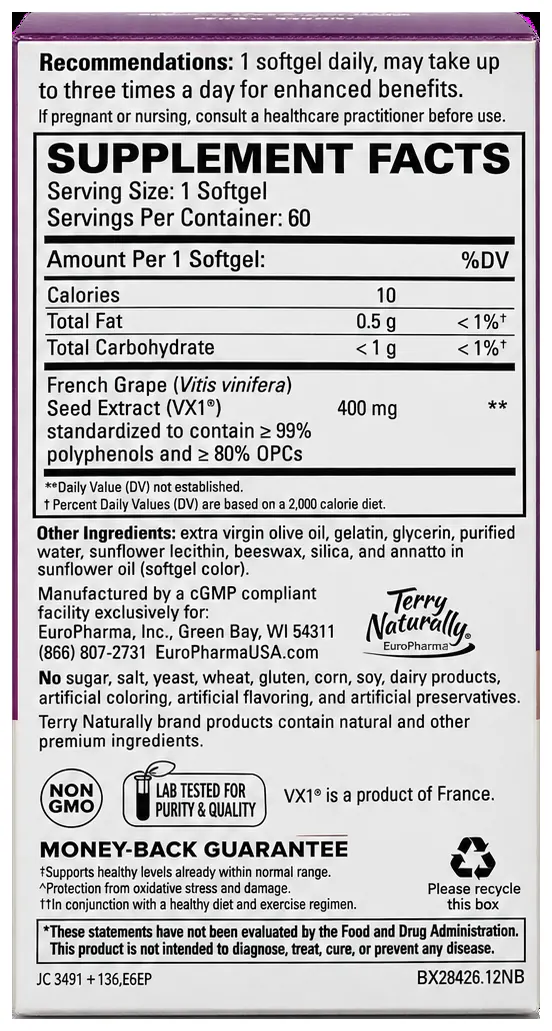 Recommendations: 1 softgel daily, may take up
to three times a day for enhanced benefits.
If pregnant or nursing, consult a healthcare practitioner before use.
SUPPLEMENT FACTS
Serving Size: 1 Softgel
Servings Per Container: 60
Amount Per 1 Softgel: %DV
Calories 10
Total Fat 0.5 g < 1%†
Total Carbohydrate < 1 g < 1%†
French Grape (Vitis vinifera)
Seed Extract (VX1®) 400 mg **
standardized to contain ≥ 99%
polyphenols and ≥ 80% OPCs
**Daily Value (DV) not established.
† Percent Daily Values (DV) are based on a 2,000 calorie diet.
Other Ingredients: extra virgin olive oil, gelatin, glycerin, purified
water, sunflower lecithin, beeswax, silica, and annatto in
sunflower oil (softgel color).
Manufactured by a cGMP compliant
facility exclusively for:
EuroPharma, Inc., Green Bay, WI 54311
(866) 807-2731 EuroPharmaUSA.com
Terry
Naturally®
EuroPharma
No sugar, salt, yeast, wheat, gluten, corn, soy, dairy products,
artificial coloring, artificial flavoring, and artificial preservatives.
Terry Naturally brand products contain natural and other
premium ingredients.
NON
GMO
LAB TESTED FOR
PURITY & QUALITY
VX1® is a product of France.
MONEY-BACK GUARANTEE
†Supports healthy levels already within normal range.
^Protection from oxidative stress and damage.
††In conjunction with a healthy diet and exercise regimen.
Please recycle
this box
*These statements have not been evaluated by the Food and Drug Administration.
This product is not intended to diagnose, treat, cure, or prevent any disease.
JC 3491 +136,E6EP
BX28426.12NB